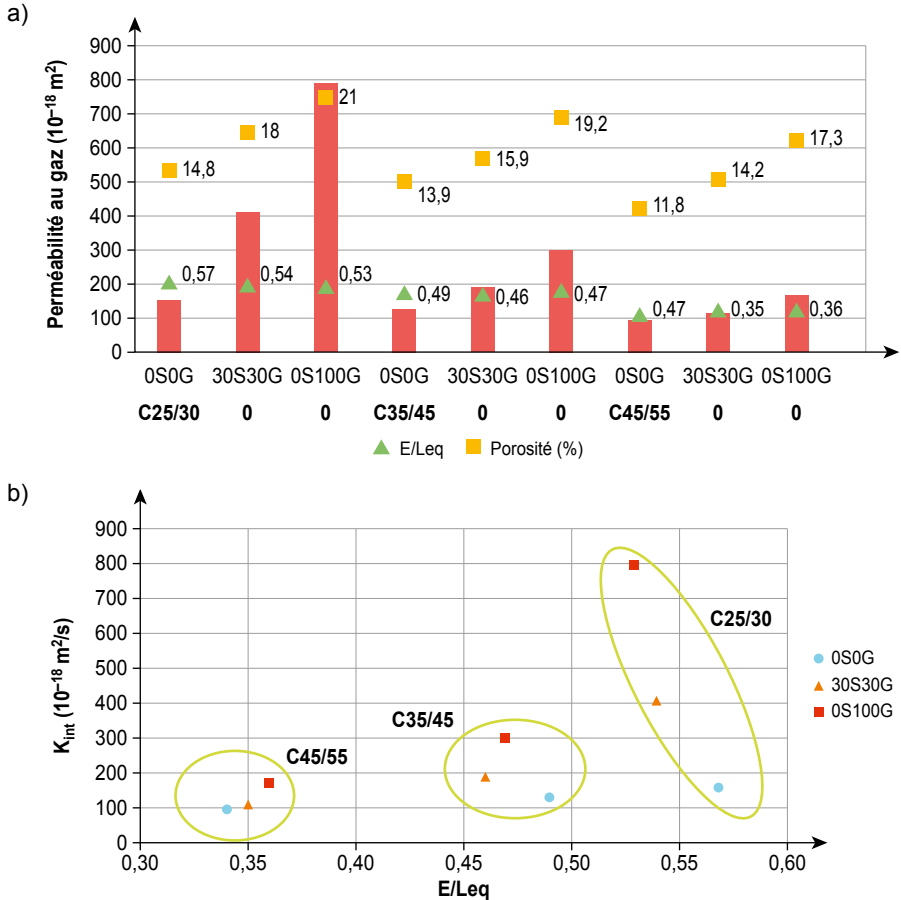 a)
Perméabilité au gaz (10⁻¹⁸ m²)
900
800
700
600
500
400
300
200
100
0
14,8
18
21
13,9
15,9
19,2
11,8
14,2
17,3
0,57
0,54
0,53
0,49
0,46
0,47
0,47
0,35
0,36
0S0G 30S30G 0S100G 0S0G 30S30G 0S100G 0S0G 30S30G 0S100G
C25/30 0 0 C35/45 0 0 C45/55 0 0
E/Leq Porosité (%)
b)
K_int (10⁻¹⁸ m²/s)
900
800
700
600
500
400
300
200
100
0
C25/30
C35/45
C45/55
0S0G
30S30G
0S100G
0,30 0,35 0,40 0,45 0,50 0,55 0,60
E/Leq